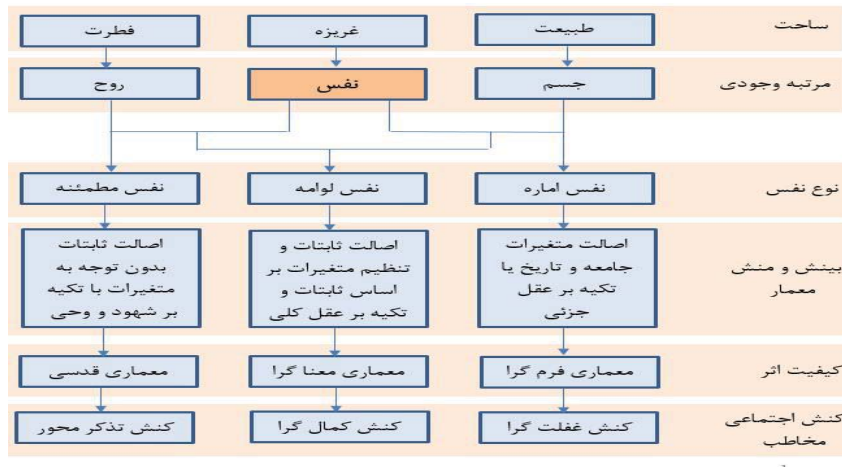 ساحت
طبیعت
غریزه
فطرت
مرتبه وجودی
جسم
نفس
روح
نوع نفس
نفس اماره
نفس لوامه
نفس مطمئنه
بینش و منش
معمار
اصالت متغیرات
جامعه و تاریخ یا
تکیه بر عقل
جزئی
اصالت ثابتات و
تنظیم متغیرات بر
اساس ثابتات و
تکیه بر عقل کلی
اصالت ثابتات
بدون توجه به
متغیرات با تکیه
بر شهود و وحی
کیفیت اثر
معماری فرم گرا
معماری معنا گرا
معماری قدسی
کنش اجتماعی
مخاطب
کنش غفلت گرا
کنش کمال گرا
کنش تذکر محور